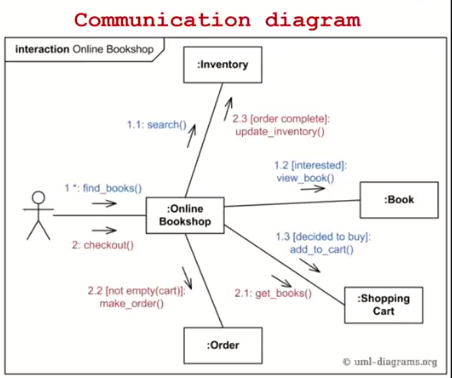 Communication diagram
interaction Online Bookshop
:Inventory
1.1: search()
2.3 [order complete]:
update_inventory()
1.2 [interested]:
view_book()
1 *: find_books()
:Online
Bookshop
:Book
2: checkout()
1.3 [decided to buy]:
add_to_cart()
2.2 [not empty(cart)]:
make_order()
2.1: get_books()
:Shopping
Cart
:Order
© uml-diagrams.org